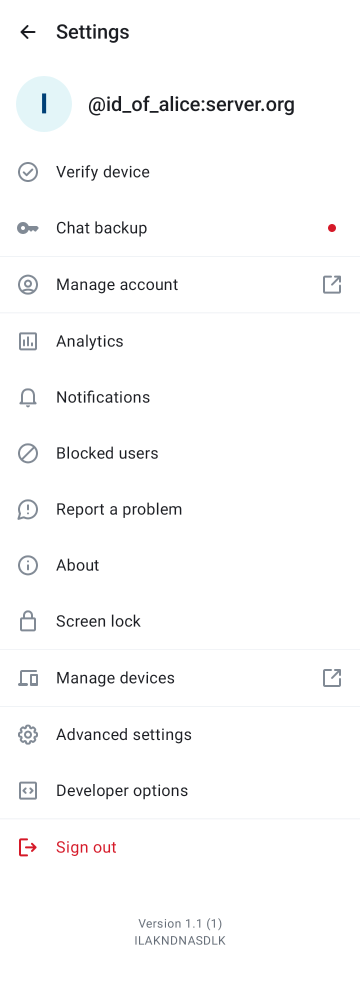 Settings
I
@id_of_alice:server.org
Verify device
Chat backup
Manage account
Analytics
Notifications
Blocked users
Report a problem
About
Screen lock
Manage devices
Advanced settings
Developer options
Sign out
Version 1.1 (1)
ILAKNDNASDLK